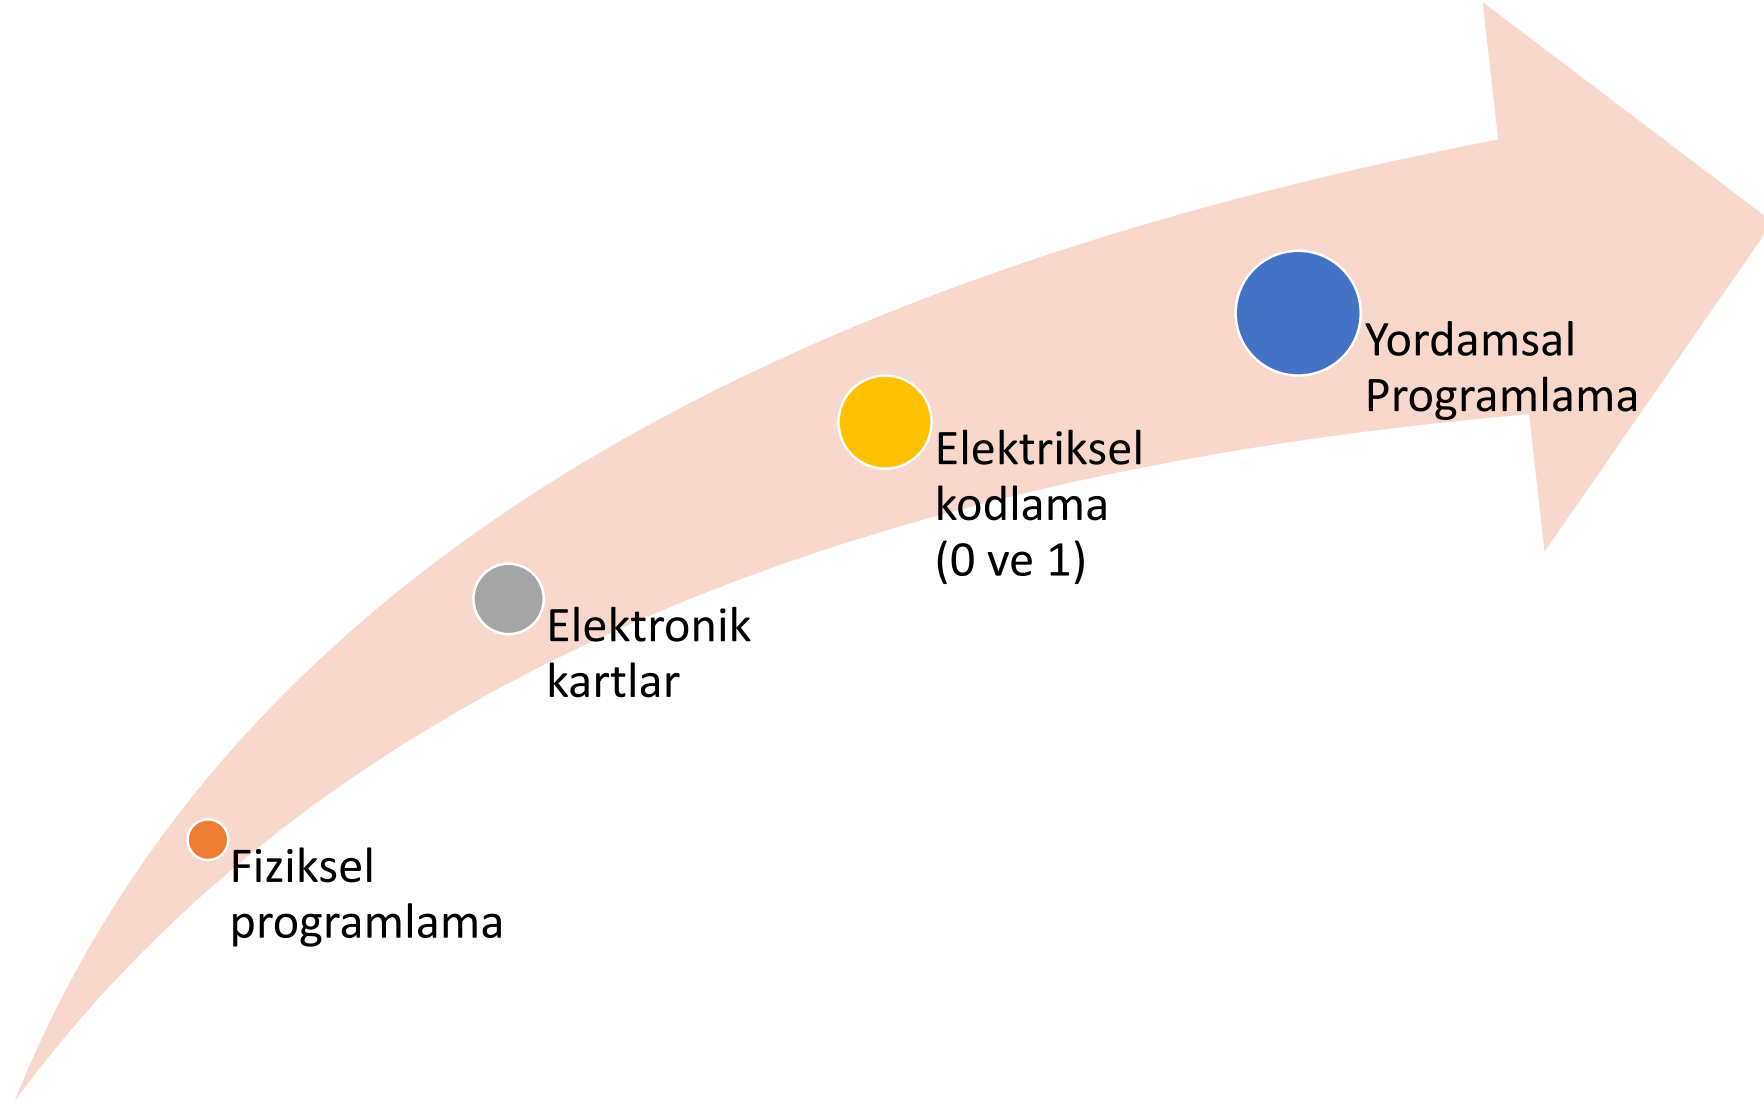 Fiziksel
programlama
Elektronik
kartlar
Elektriksel
kodlama
(0 ve 1)
Yordamsal
Programlama